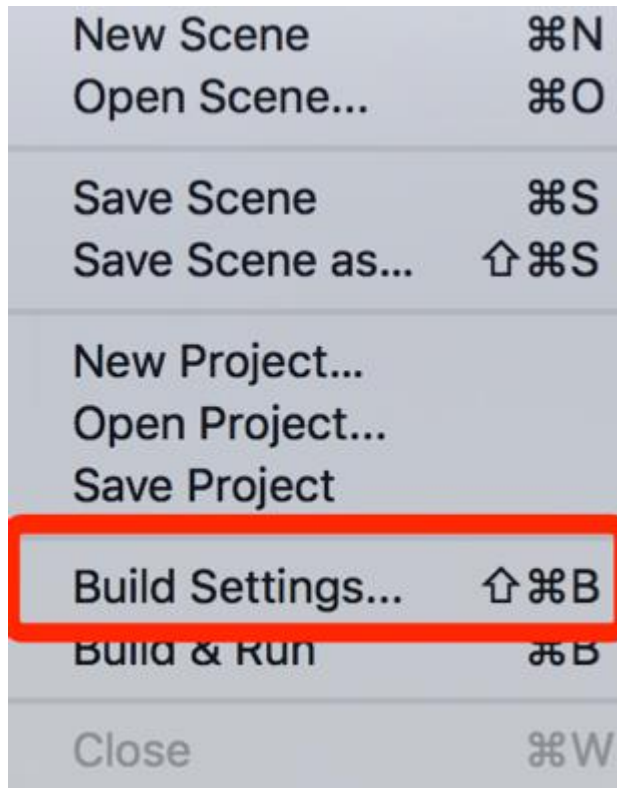 New Scene ⌘N
Open Scene... ⌘O
Save Scene ⌘S
Save Scene as... ⇧⌘S
New Project...
Open Project...
Save Project
Build Settings... ⇧⌘B
Build & Run ⌘B
Close ⌘W